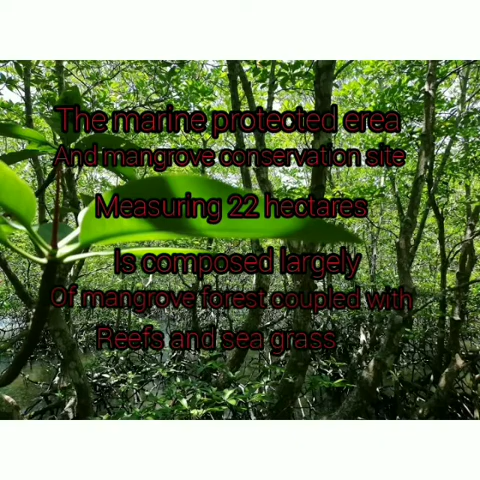 The marine protected erea
And mangrove conservation site
Measuring 22 hectares
Is composed largely
Of mangrove forest coupled with
Reefs and sea grass